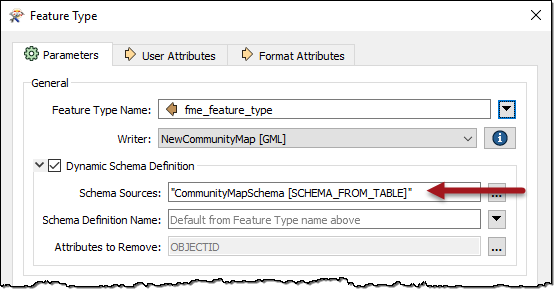 Feature Type
Parameters User Attributes Format Attributes
General
Feature Type Name: fme_feature_type
Writer: NewCommunityMap [GML]
Dynamic Schema Definition
Schema Sources: "CommunityMapSchema [SCHEMA_FROM_TABLE]" ...
Schema Definition Name: Default from Feature Type name above
Attributes to Remove: OBJECTID ...